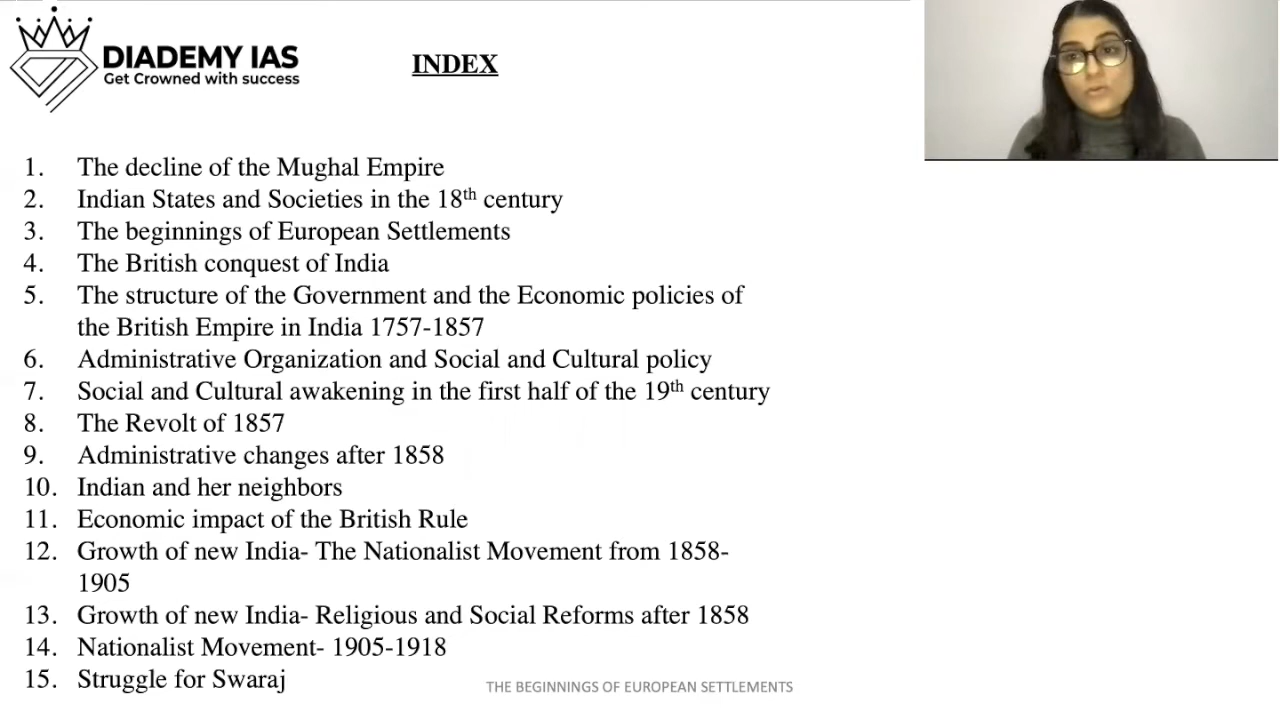 DIADEMY IAS
Get Crowned with success
INDEX
1. The decline of the Mughal Empire
2. Indian States and Societies in the 18th century
3. The beginnings of European Settlements
4. The British conquest of India
5. The structure of the Government and the Economic policies of
the British Empire in India 1757-1857
6. Administrative Organization and Social and Cultural policy
7. Social and Cultural awakening in the first half of the 19th century
8. The Revolt of 1857
9. Administrative changes after 1858
10. Indian and her neighbors
11. Economic impact of the British Rule
12. Growth of new India- The Nationalist Movement from 1858-
1905
13. Growth of new India- Religious and Social Reforms after 1858
14. Nationalist Movement- 1905-1918
15. Struggle for Swaraj
THE BEGINNINGS OF EUROPEAN SETTLEMENTS